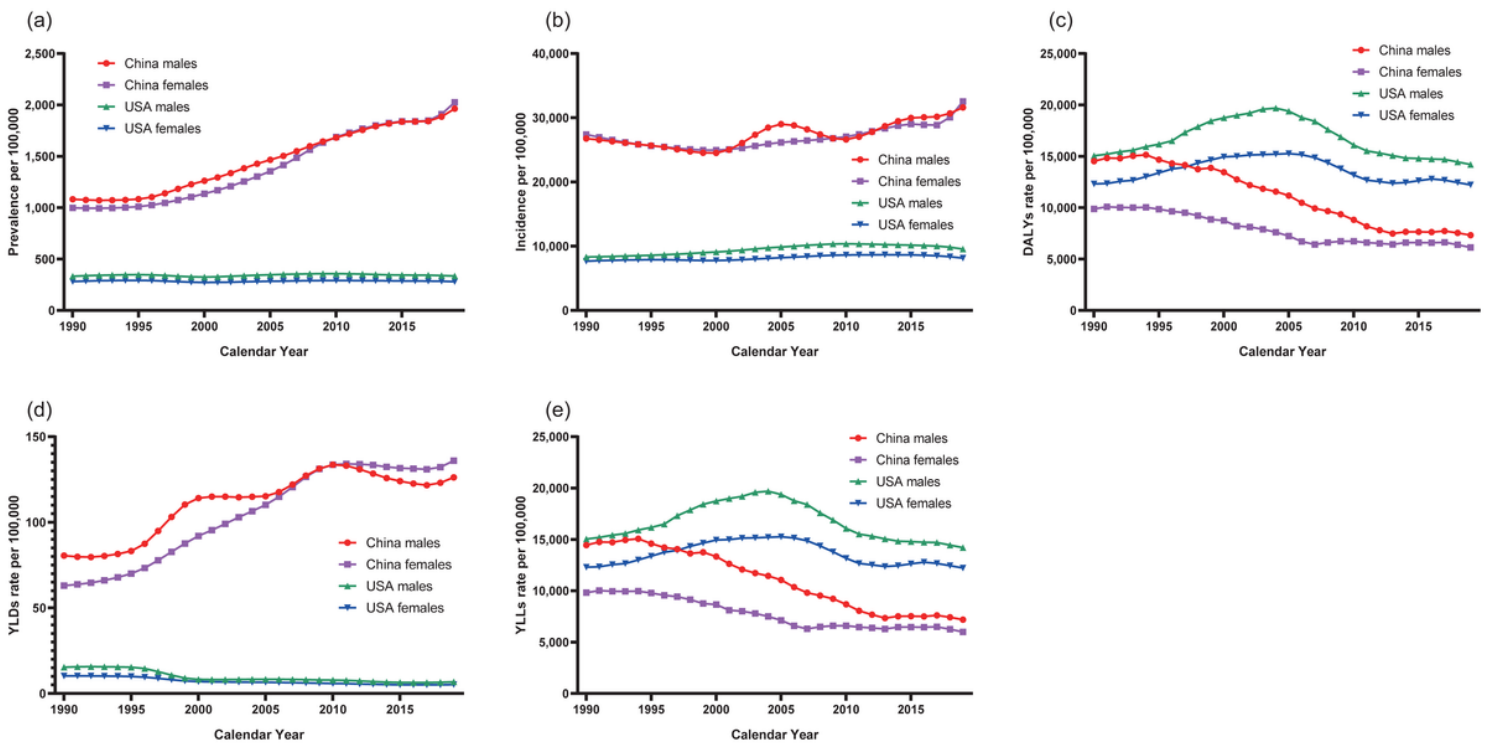 (a)
Prevalence per 100,000
2,500
2,000
1,500
1,000
500
0
China males
China females
USA males
USA females
1990
1995
2000
2005
2010
2015
Calendar Year
(b)
Incidence per 100,000
40,000
30,000
20,000
10,000
0
China males
China females
USA males
USA females
1990
1995
2000
2005
2010
2015
Calendar Year
(c)
DALYs rate per 100,000
25,000
20,000
15,000
10,000
5,000
0
China males
China females
USA males
USA females
1990
1995
2000
2005
2010
2015
Calendar Year
(d)
YLDs rate per 100,000
150
100
50
0
China males
China females
USA males
USA females
1990
1995
2000
2005
2010
2015
Calendar Year
(e)
YLLs rate per 100,000
25,000
20,000
15,000
10,000
5,000
0
China males
China females
USA males
USA females
1990
1995
2000
2005
2010
2015
Calendar Year